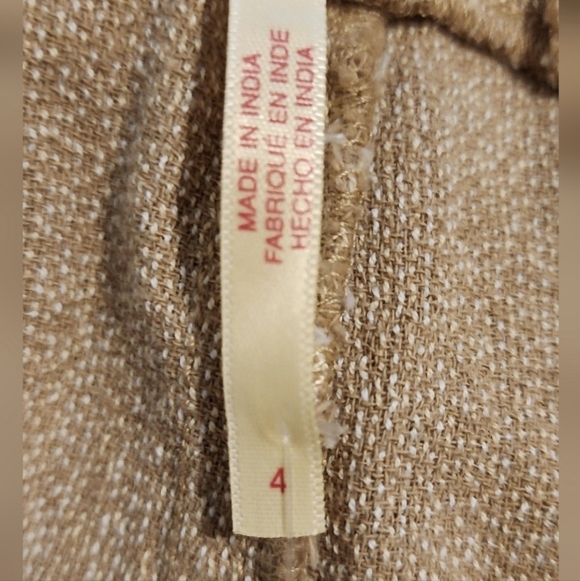 MADE IN INDIA
FABRIQUE EN INDE
HECHO EN INDIA
4